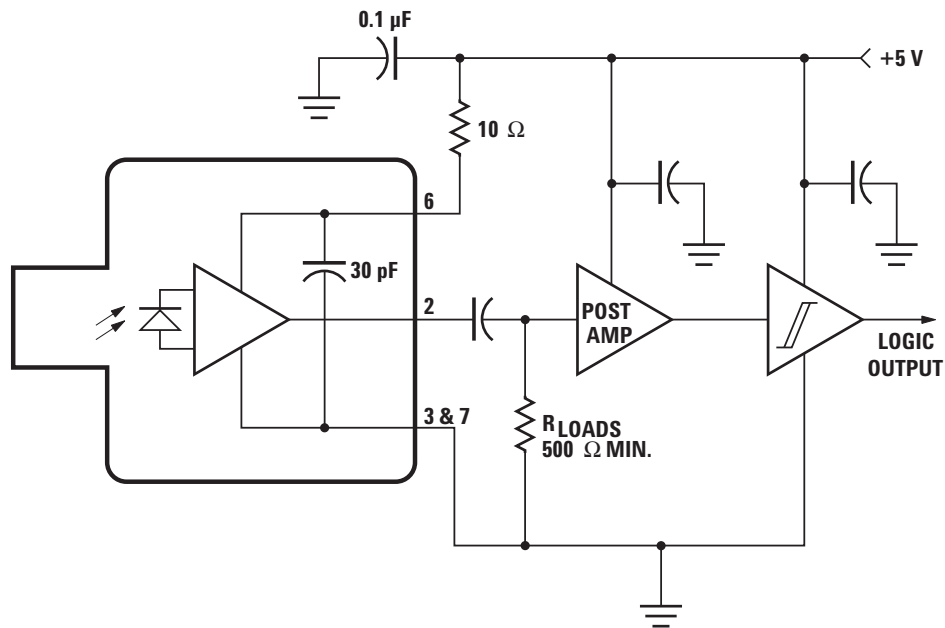 0.1 µF
+5 V
10 Ω
6
30 pF
2
POST
AMP
LOGIC
OUTPUT
3 & 7
RLOADS
500 Ω MIN.